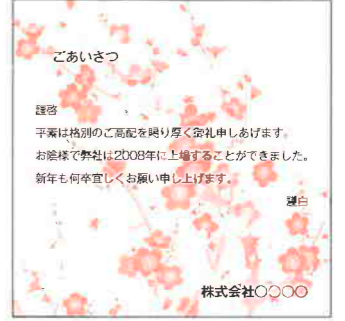 ごあいさつ
謹啓
平素は格別のご高配を賜り厚く御礼申しあげます。
お陰様で弊社は2008年に上場することができました。
新年も何卒宜しくお願い申し上げます。
謹白
株式会社〇〇〇〇